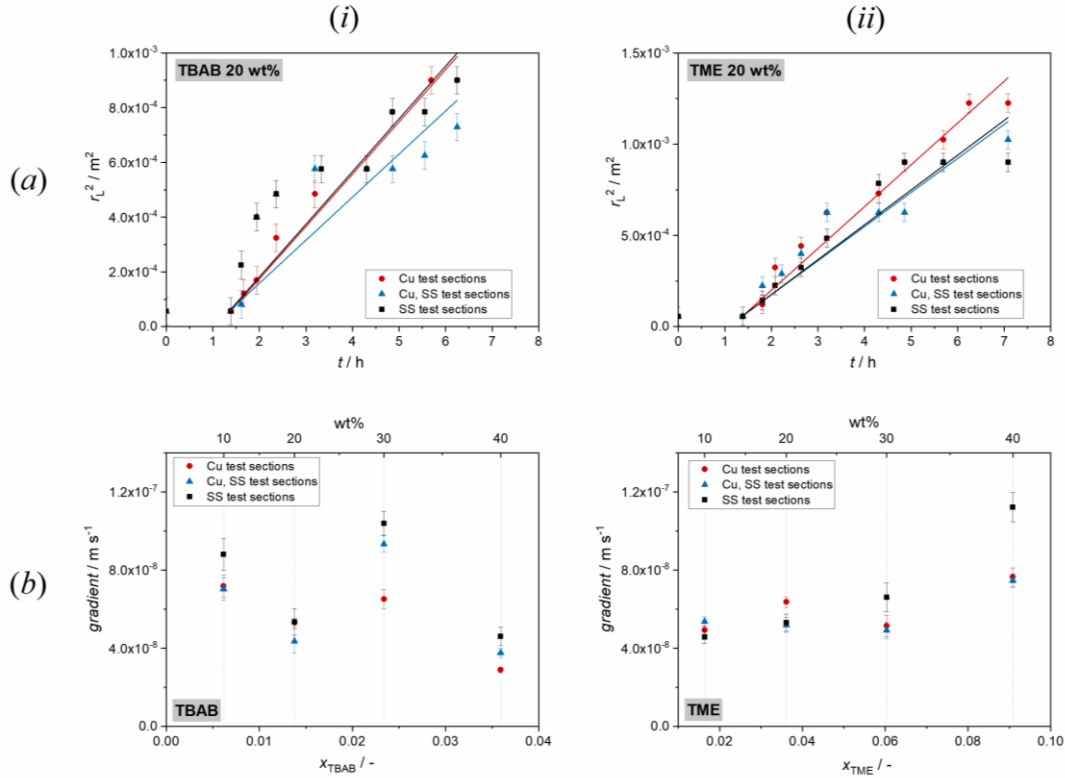 (i)
(ii)
(a)
TBAB 20 wt%
1.0x10⁻³
8.0x10⁻⁴
6.0x10⁻⁴
4.0x10⁻⁴
2.0x10⁻⁴
0.0
r_L² / m²
Cu test sections
Cu, SS test sections
SS test sections
0 1 2 3 4 5 6 7 8
t / h
TME 20 wt%
1.5x10⁻³
1.0x10⁻³
5.0x10⁻⁴
0.0
r_L² / m²
Cu test sections
Cu, SS test sections
SS test sections
0 1 2 3 4 5 6 7 8
t / h
(b)
wt%
10 20 30 40
Cu test sections
Cu, SS test sections
SS test sections
1.2x10⁻⁷
8.0x10⁻⁸
4.0x10⁻⁸
0.0
gradient / m s⁻¹
TBAB
0.00 0.01 0.02 0.03 0.04
x_TBAB / -
wt%
10 20 30 40
Cu test sections
Cu, SS test sections
SS test sections
1.2x10⁻⁷
8.0x10⁻⁸
4.0x10⁻⁸
0.0
gradient / m s⁻¹
TME
0.02 0.04 0.06 0.08 0.10
x_TME / -